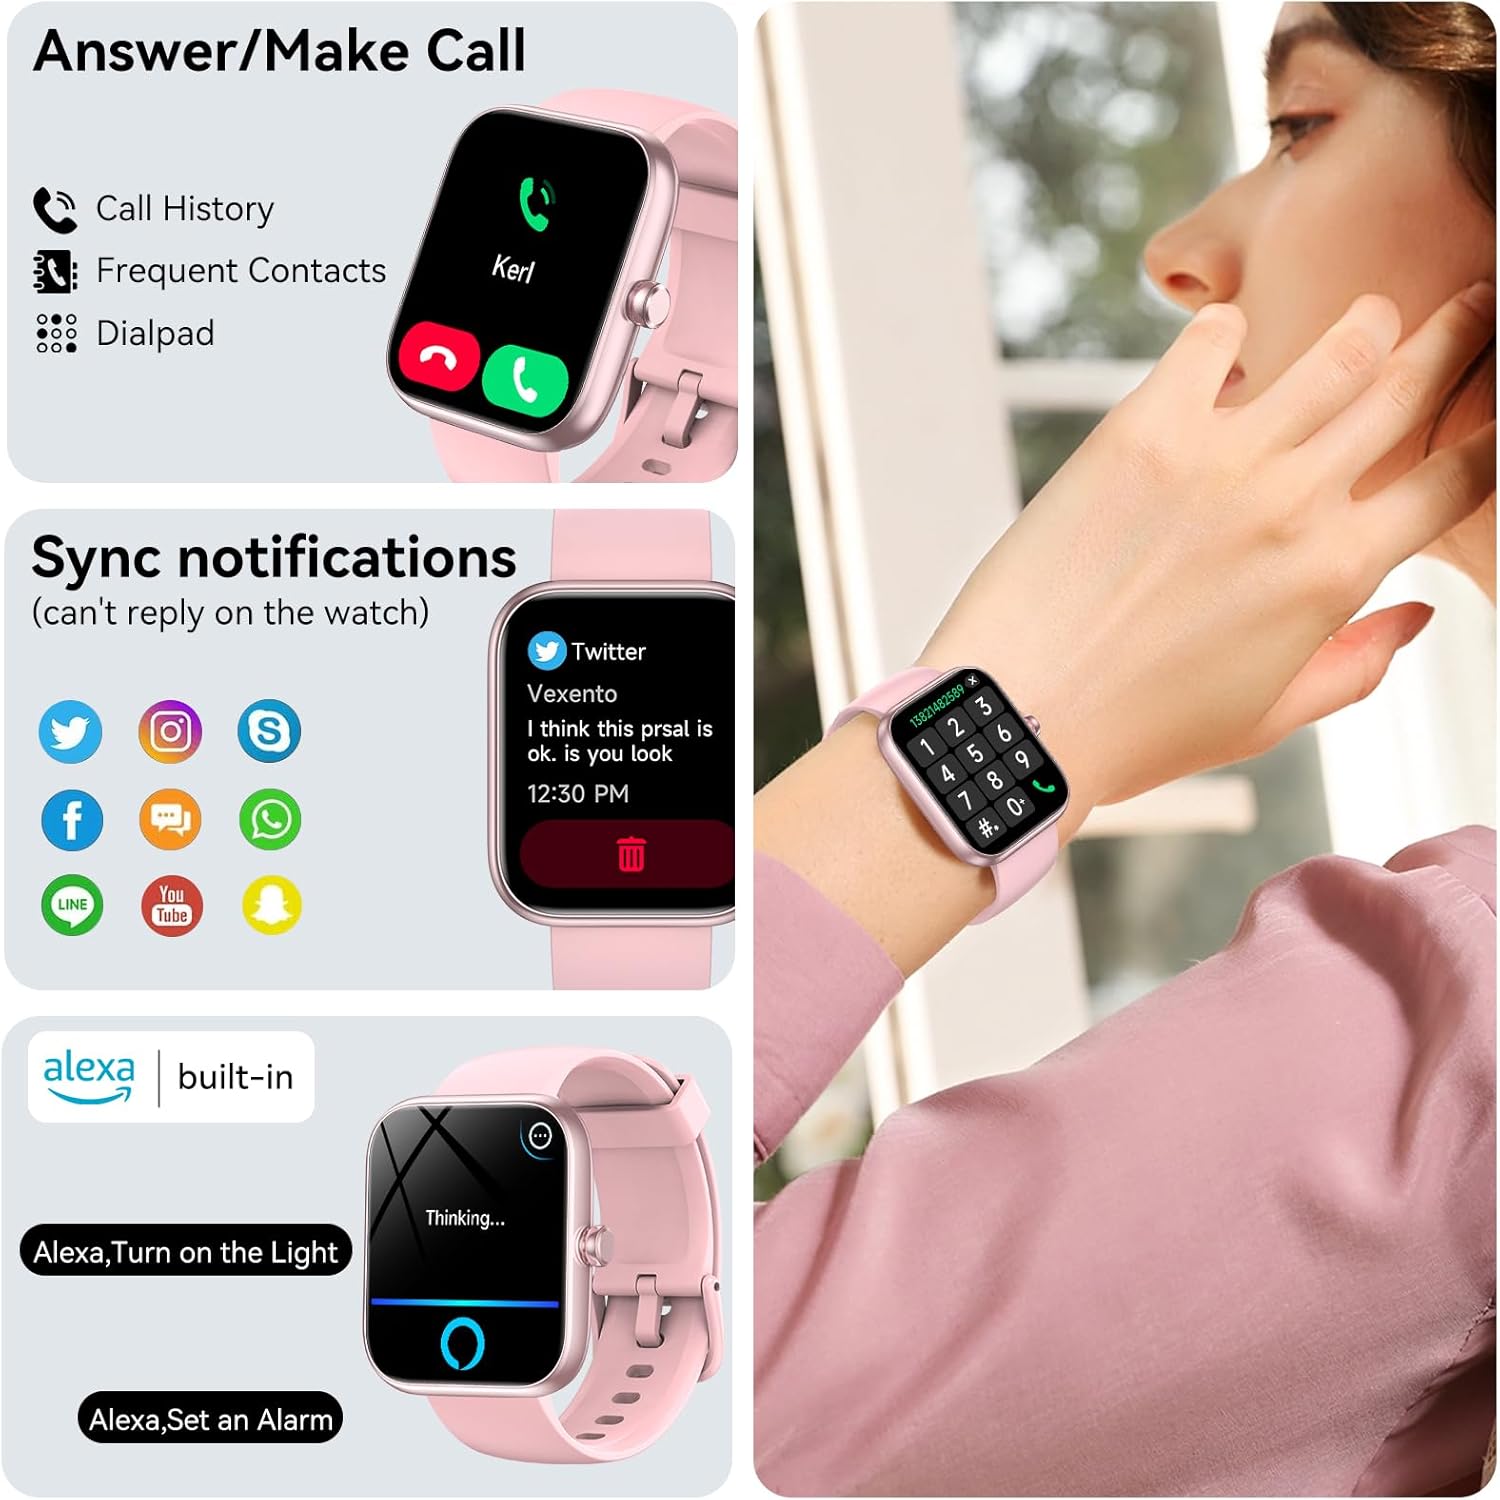 Answer/Make Call
Call History
Frequent Contacts
Dialpad
Kerl
Sync notifications
(can't reply on the watch)
Twitter
Vexento
I think this prsal is
ok. is you look
12:30 PM
LINE
You
Tube
alexa
built-in
Thinking...
Alexa,Turn on the Light
Alexa,Set an Alarm
13821482589
1 2 3
4 5 6
7 8 9
#* 0+